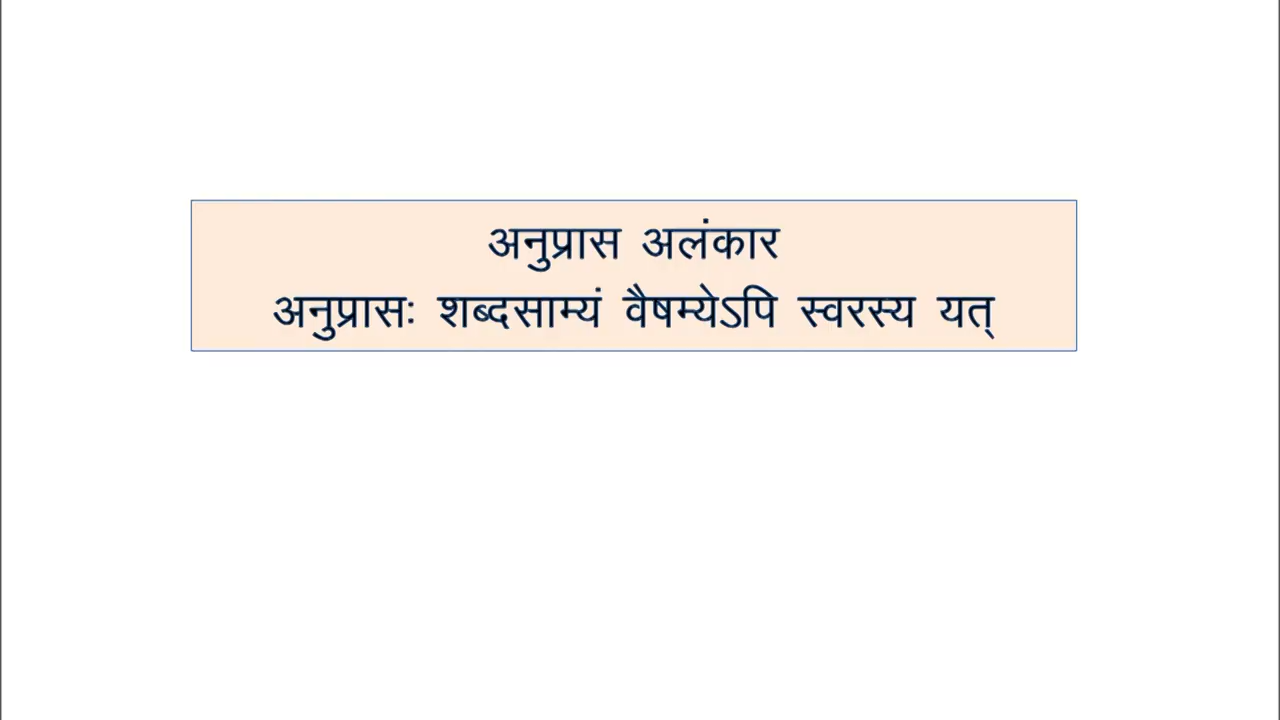 अनुप्रास अलंकार
अनुप्रासः शब्दसाम्यं वैषम्येऽपि स्वरस्य यत्